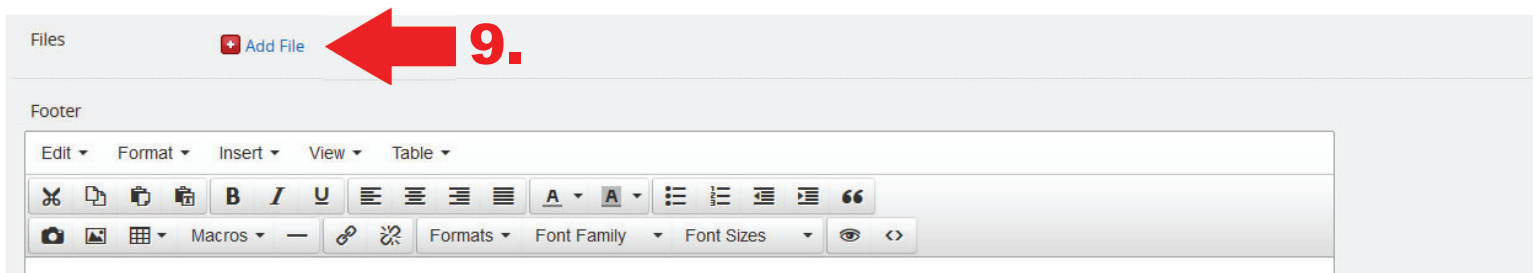 Files Add File 9.
Footer
Edit Format Insert View Table
B I U A A
Macros Formats Font Family Font Sizes